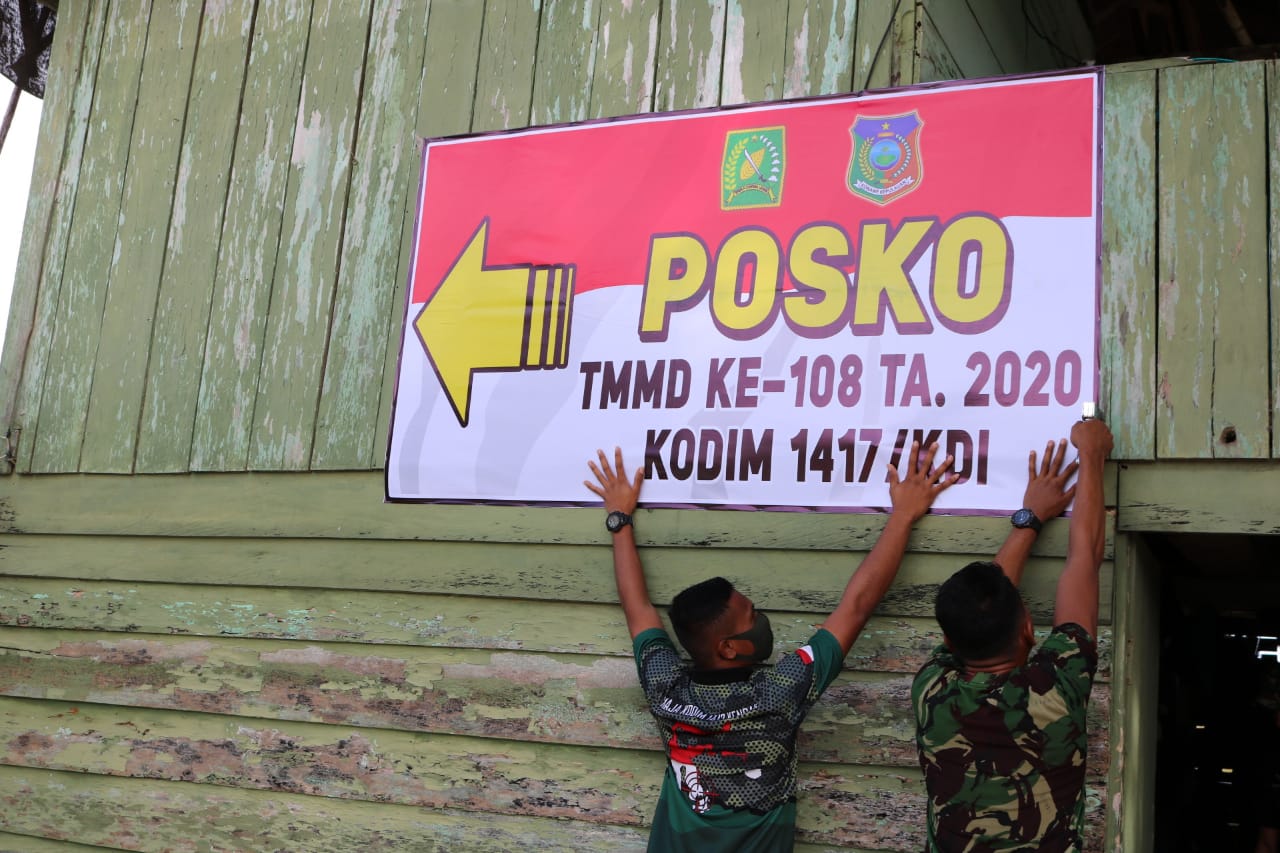 POSKO
TMMD KE-108 TA. 2020
KODIM 1417/KDI